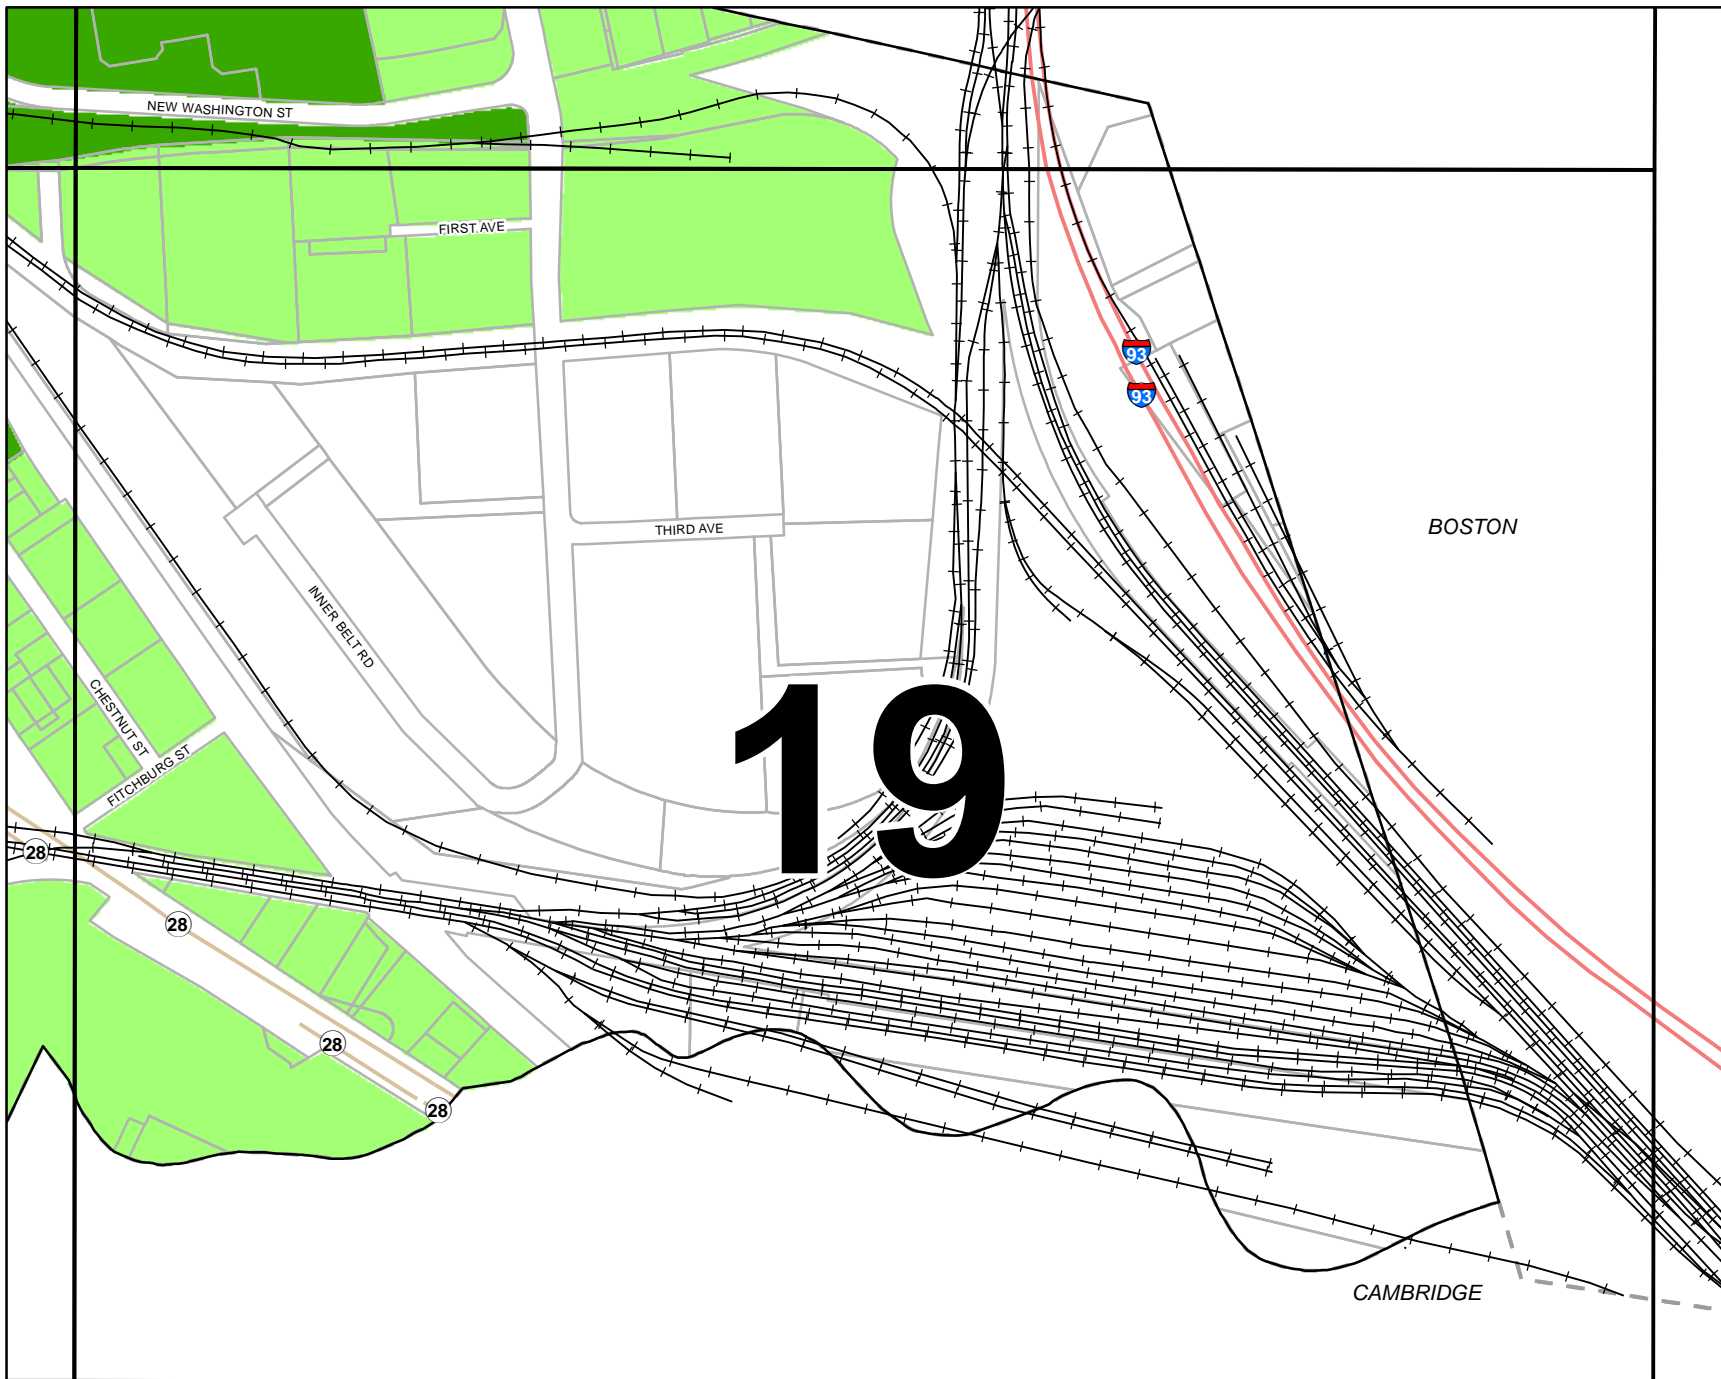 NEW WASHINGTON ST
FIRST AVE
93
93
BOSTON
THIRD AVE
INNER BELT RD
CHESTNUT ST
FITCHBURG ST
19
28
28
28
28
CAMBRIDGE